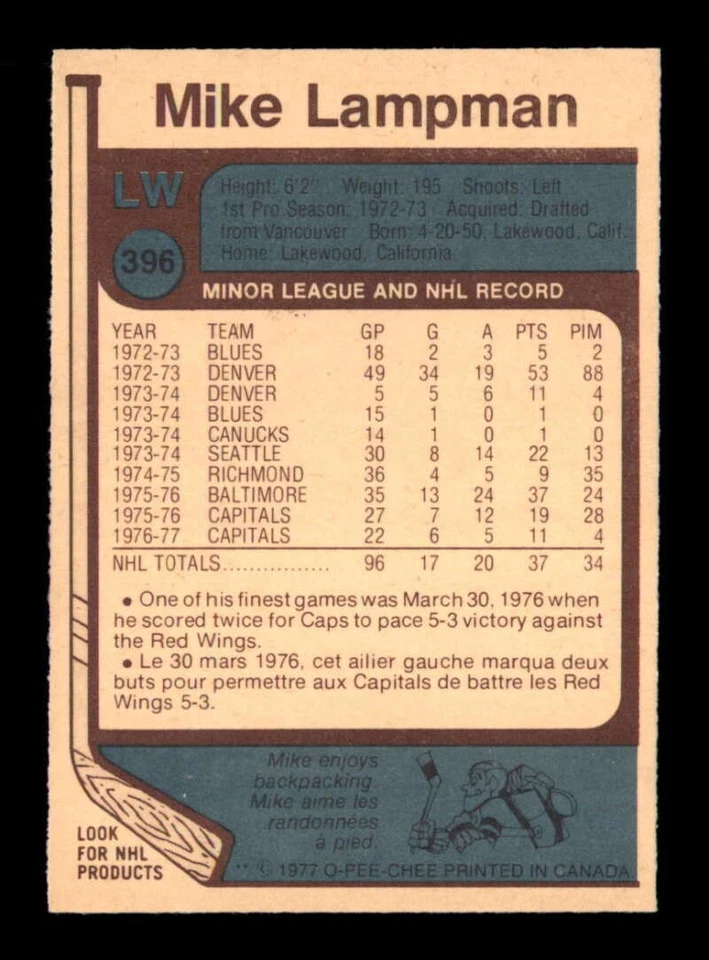 Mike Lampman
LW
Height: 6'2" Weight: 195 Shoots: Left
1st Pro Season: 1972-73 Acquired: Drafted
from Vancouver Born: 4-20-50, Lakewood, Calif.
Home: Lakewood, California
396
MINOR LEAGUE AND NHL RECORD
YEAR TEAM GP G A PTS PIM
1972-73 BLUES 18 2 3 5 2
1972-73 DENVER 49 34 19 53 88
1973-74 DENVER 5 5 6 11 4
1973-74 BLUES 15 1 0 1 0
1973-74 CANUCKS 14 1 0 1 0
1973-74 SEATTLE 30 8 14 22 13
1974-75 RICHMOND 36 4 5 9 35
1975-76 BALTIMORE 35 13 24 37 24
1975-76 CAPITALS 27 7 12 19 28
1976-77 CAPITALS 22 6 5 11 4
NHL TOTALS................ 96 17 20 37 34
• One of his finest games was March 30, 1976 when
he scored twice for Caps to pace 5-3 victory against
the Red Wings.
• Le 30 mars 1976, cet ailier gauche marqua deux
buts pour permettre aux Capitals de battre les Red
Wings 5-3.
Mike enjoys
backpacking.
Mike aime les
randonnées
à pied.
LOOK
FOR NHL
PRODUCTS
** © 1977 O-PEE-CHEE PRINTED IN CANADA